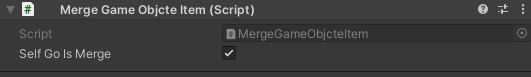 Merge Game Objcte Item (Script)
Script MergeGameObjcteItem
Self Go Is Merge